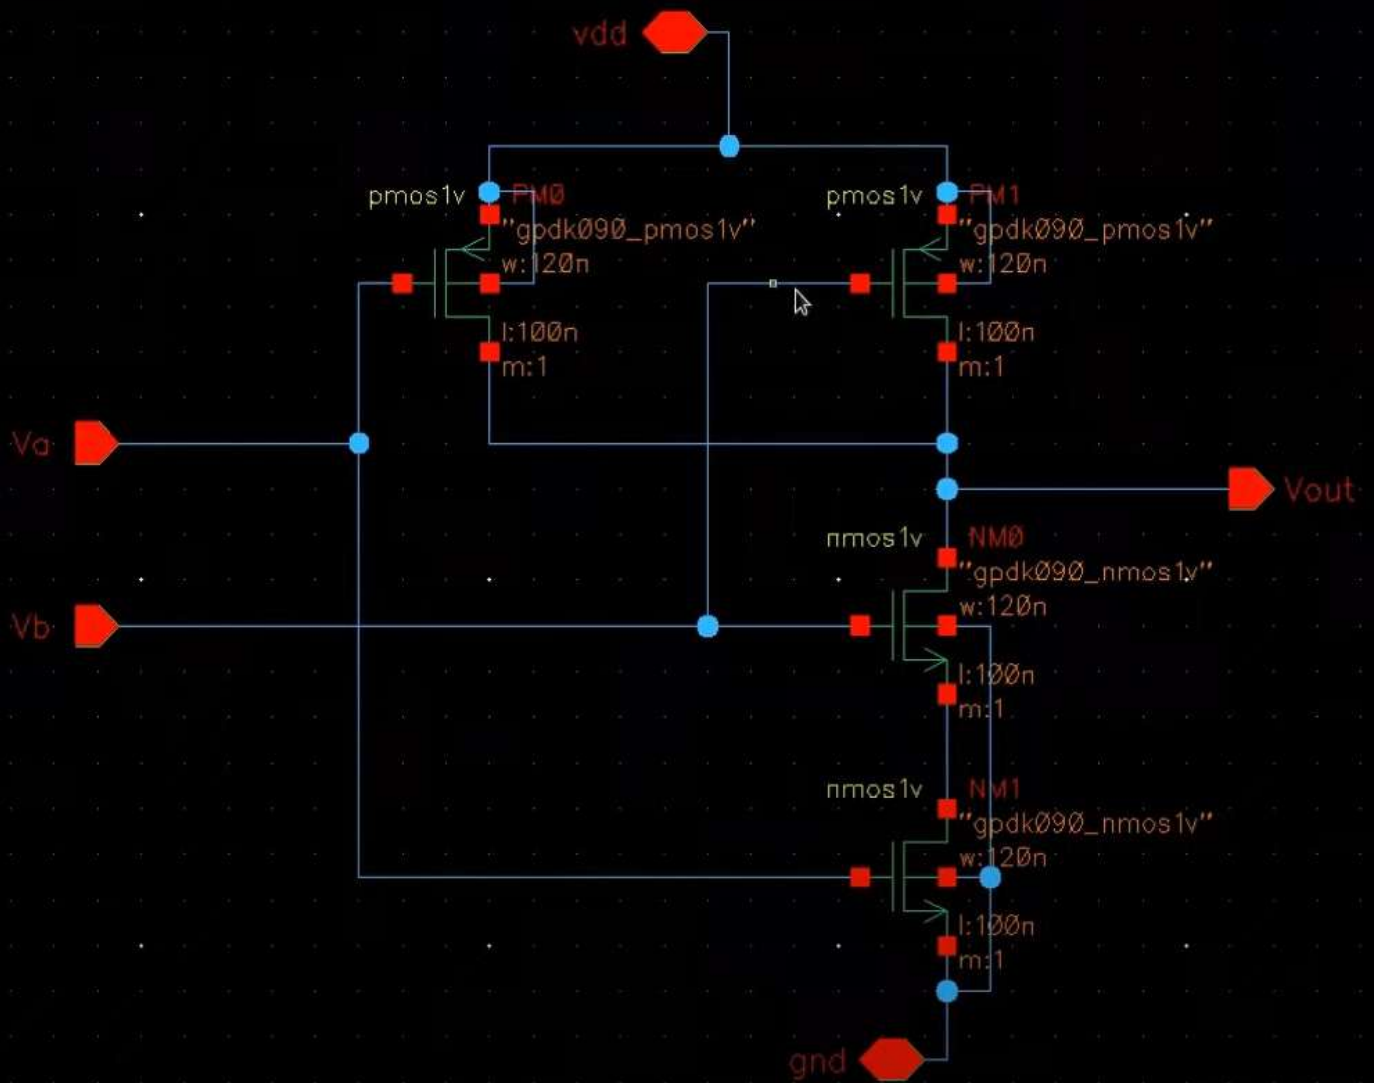 vdd
pmos1v PM0
"gpdk090_pmos1v"
w:120n
l:100n
m:1
pmos1v PM1
"gpdk090_pmos1v"
w:120n
l:100n
m:1
Va
Vout
nmos1v NM0
"gpdk090_nmos1v"
w:120n
Vb
l:100n
m:1
nmos1v NM1
"gpdk090_nmos1v"
w:120n
l:100n
m:1
gnd